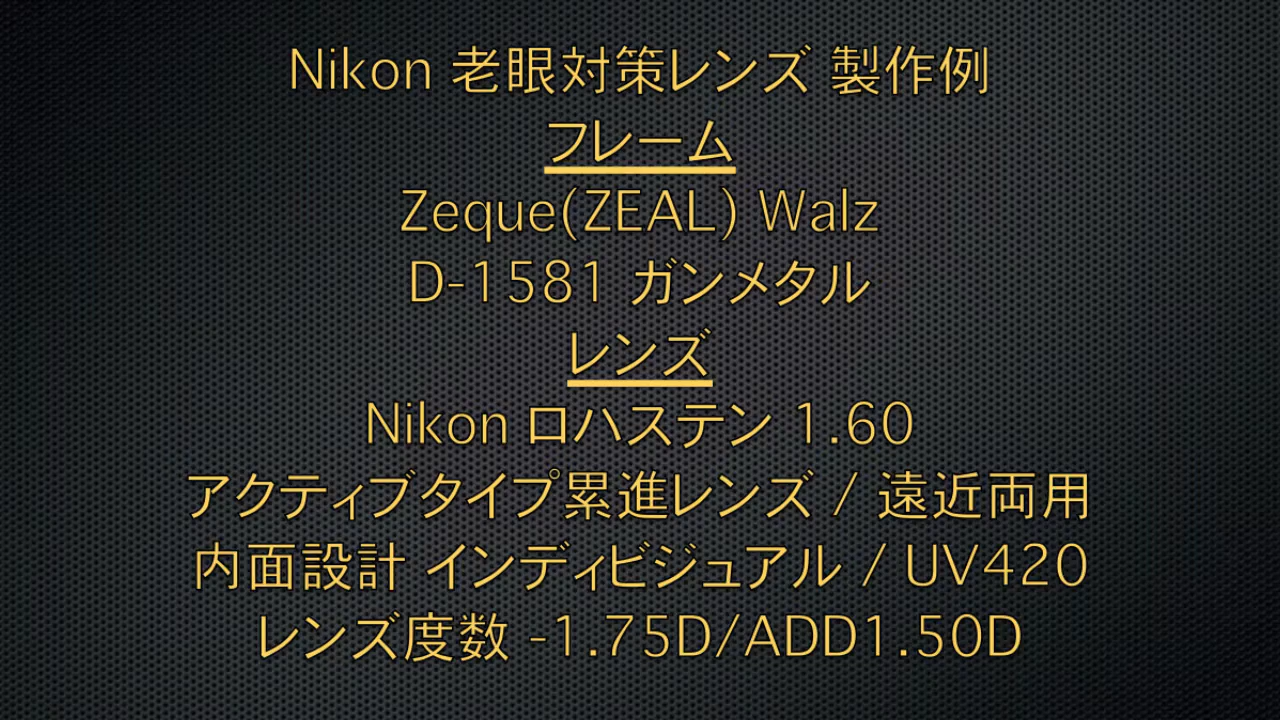 Nikon 老眼対策レンズ 製作例
フレーム
Zeque(ZEAL) Walz
D-1581 ガンメタル
レンズ
Nikon ロハステン 1.60
アクティブタイプ累進レンズ / 遠近両用
内面設計 インディビジュアル / UV420
レンズ度数 -1.75D/ADD1.50D